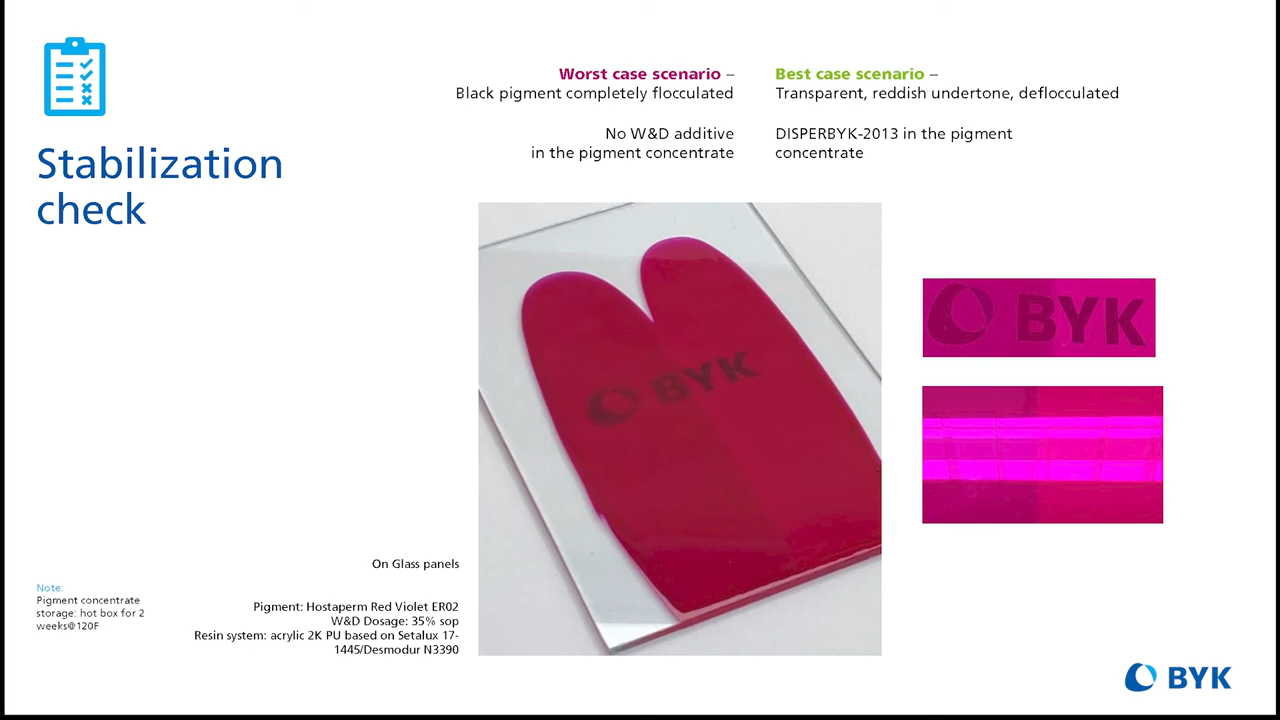 Stabilization
check
Worst case scenario –
Black pigment completely flocculated
No W&D additive
in the pigment concentrate
Best case scenario –
Transparent, reddish undertone, deflocculated
DISPERBYK-2013 in the pigment
concentrate
BYK
BYK
On Glass panels
Note:
Pigment concentrate
storage: hot box for 2
weeks@120F
Pigment: Hostaperm Red Violet ER02
W&D Dosage: 35% sop
Resin system: acrylic 2K PU based on Setalux 17-
1445/Desmodur N3390
BYK